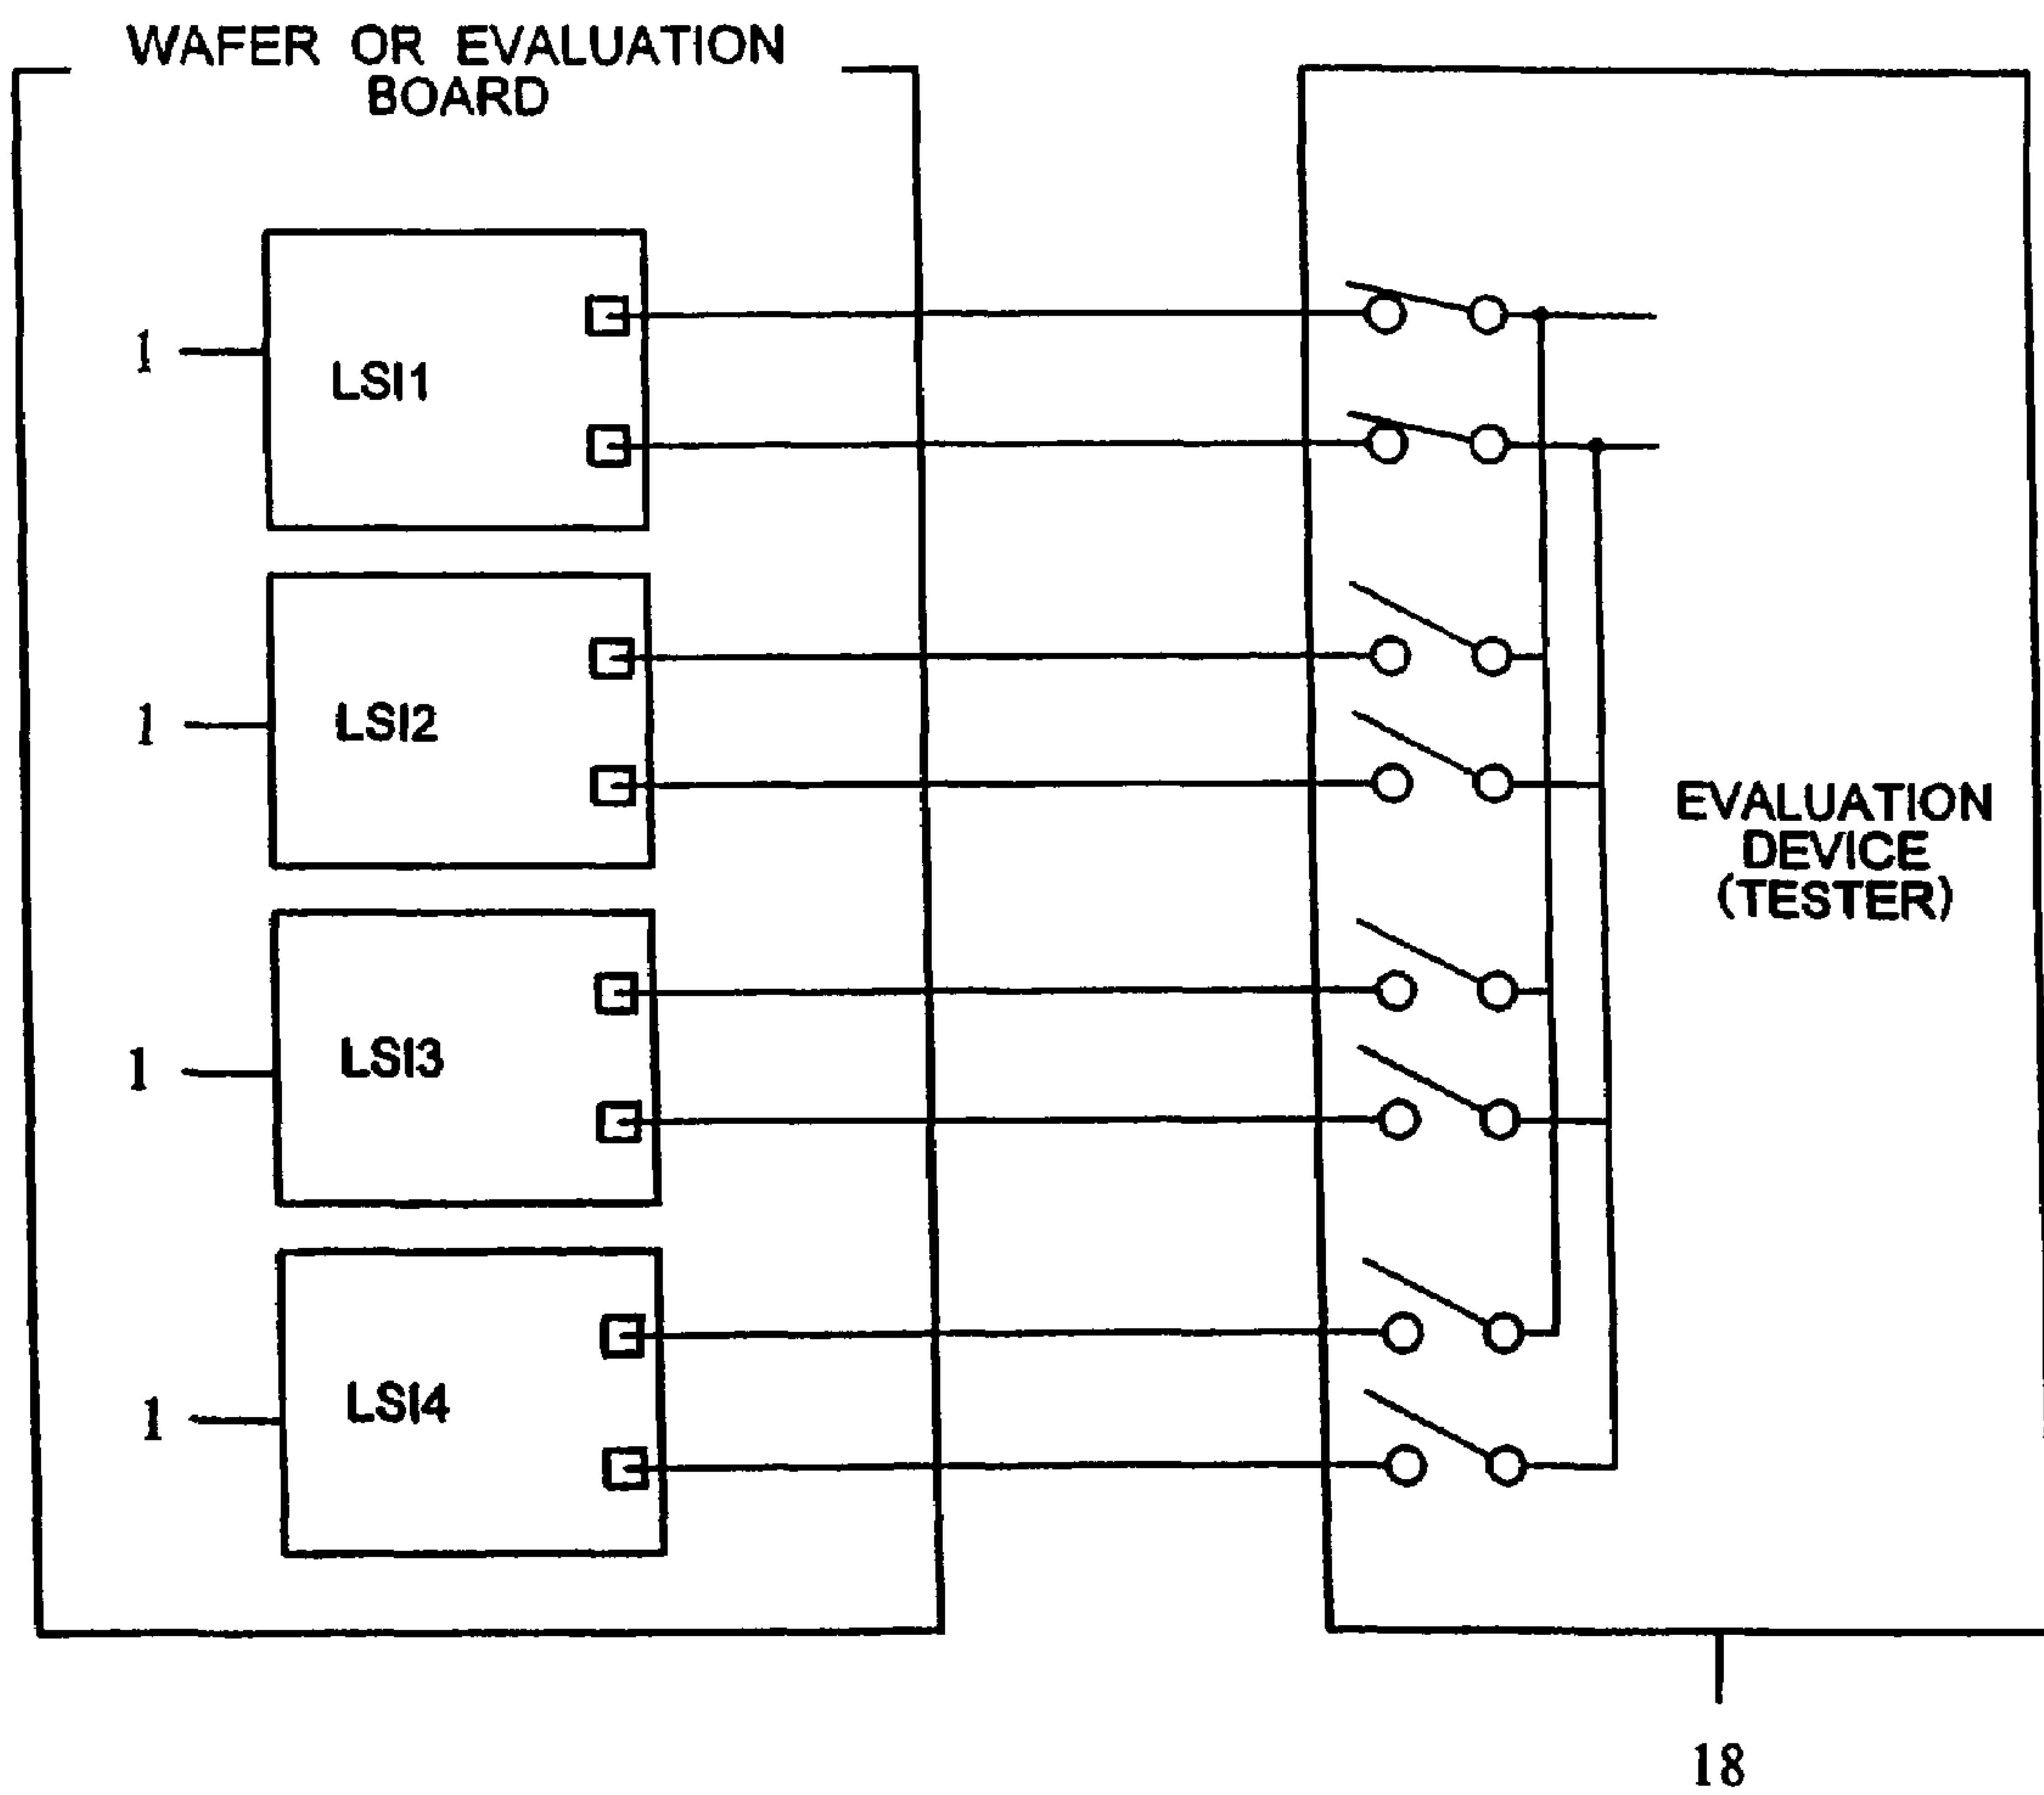 WAFER OR EVALUATION
BOARD
1
LSI1
1
LSI2
EVALUATION
DEVICE
(TESTER)
1
LSI3
1
LSI4
18